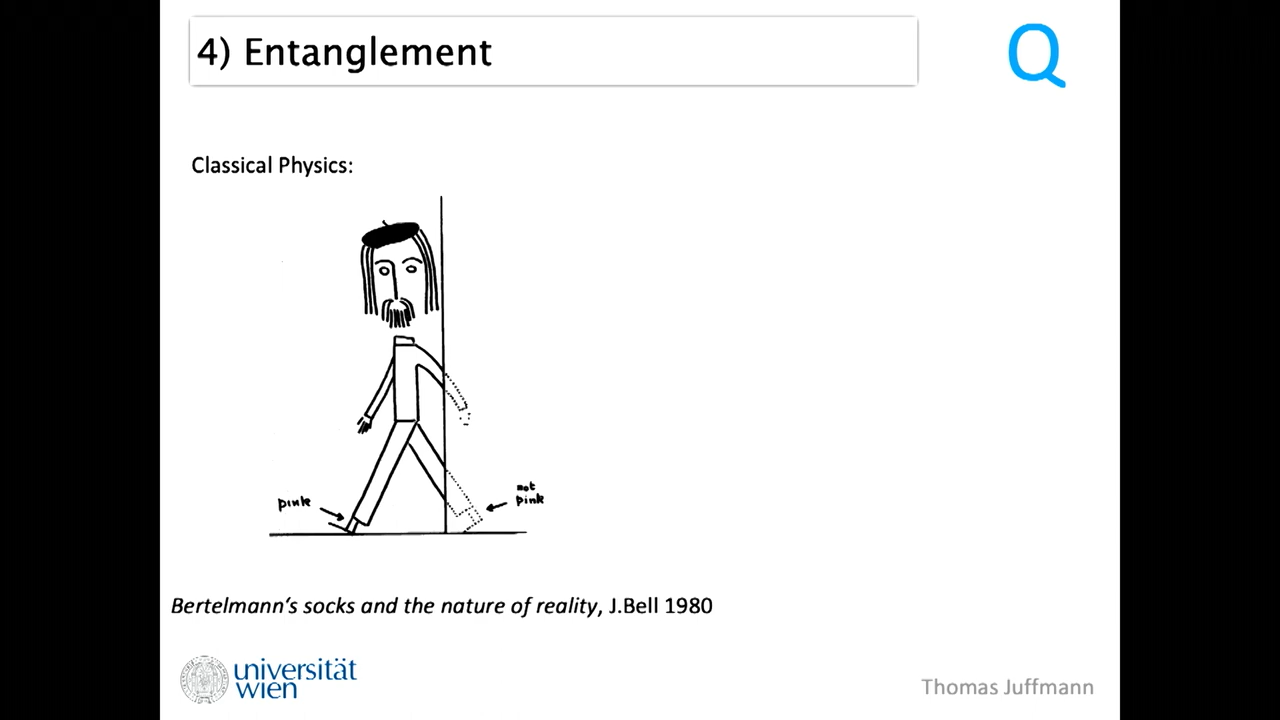 4) Entanglement
Q
Classical Physics:
pink
not
pink
Bertelmann‘s socks and the nature of reality, J.Bell 1980
universität
wien
Thomas Juffmann